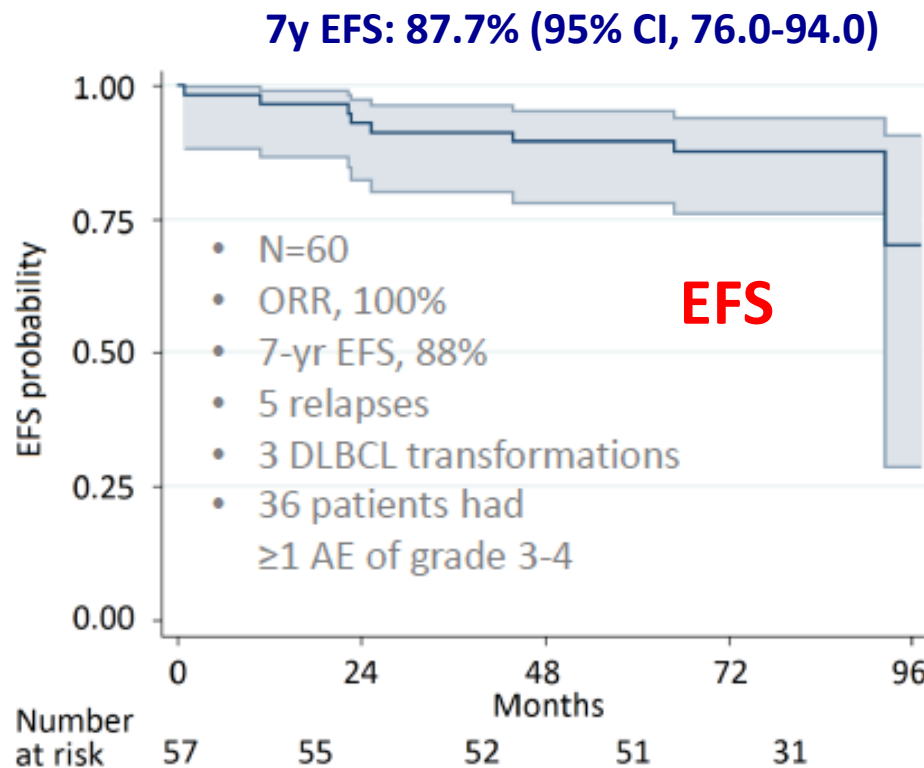 7y EFS: 87.7% (95% CI, 76.0-94.0)
1.00
0.75
0.50
0.25
0.00
EFS probability
• N=60
• ORR, 100%
• 7-yr EFS, 88%
• 5 relapses
• 3 DLBCL transformations
• 36 patients had
≥1 AE of grade 3-4
EFS
0 24 48 72 96
Months
Number
at risk 57 55 52 51 31